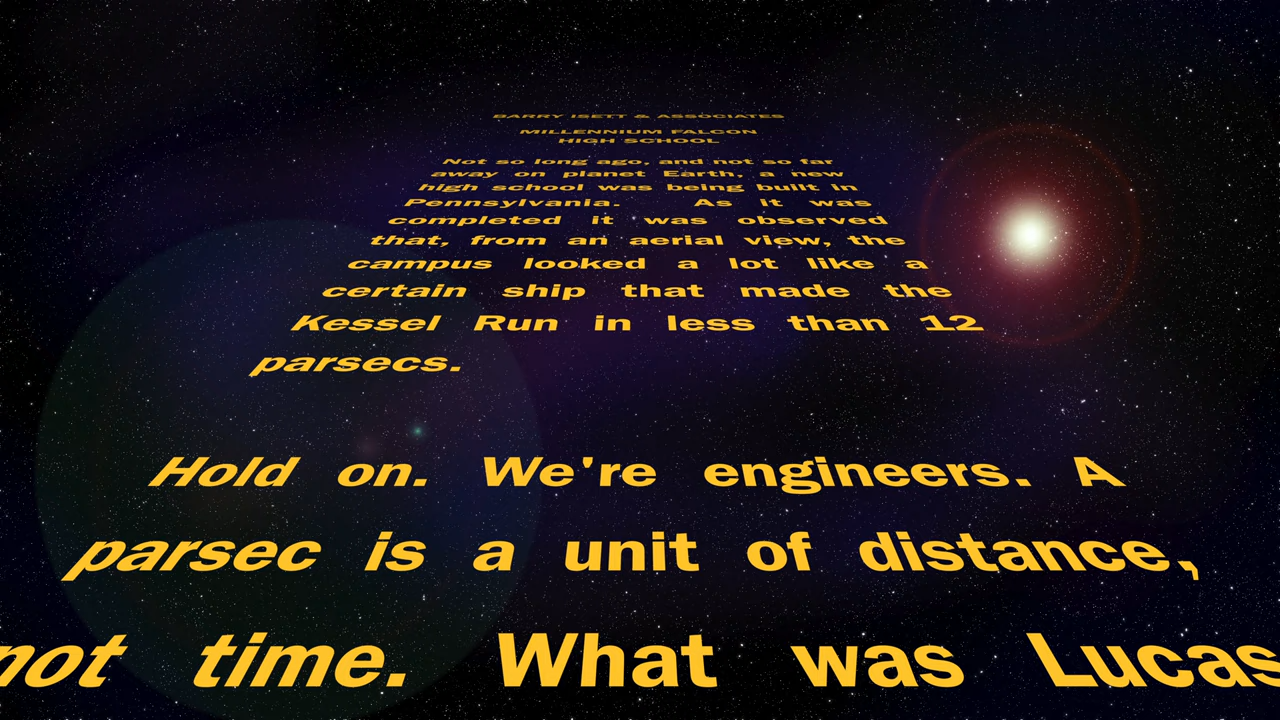 BARRY ISETT & ASSOCIATES
MILLENNIUM FALCON
HIGH SCHOOL
Not so long ago, and not so far
away on planet Earth, a new
high school was being built in
Pennsylvania. As it was
completed it was observed
that, from an aerial view, the
campus looked a lot like a
certain ship that made the
Kessel Run in less than 12
parsecs.
Hold on. We're engineers. A
parsec is a unit of distance,
not time. What was Lucas